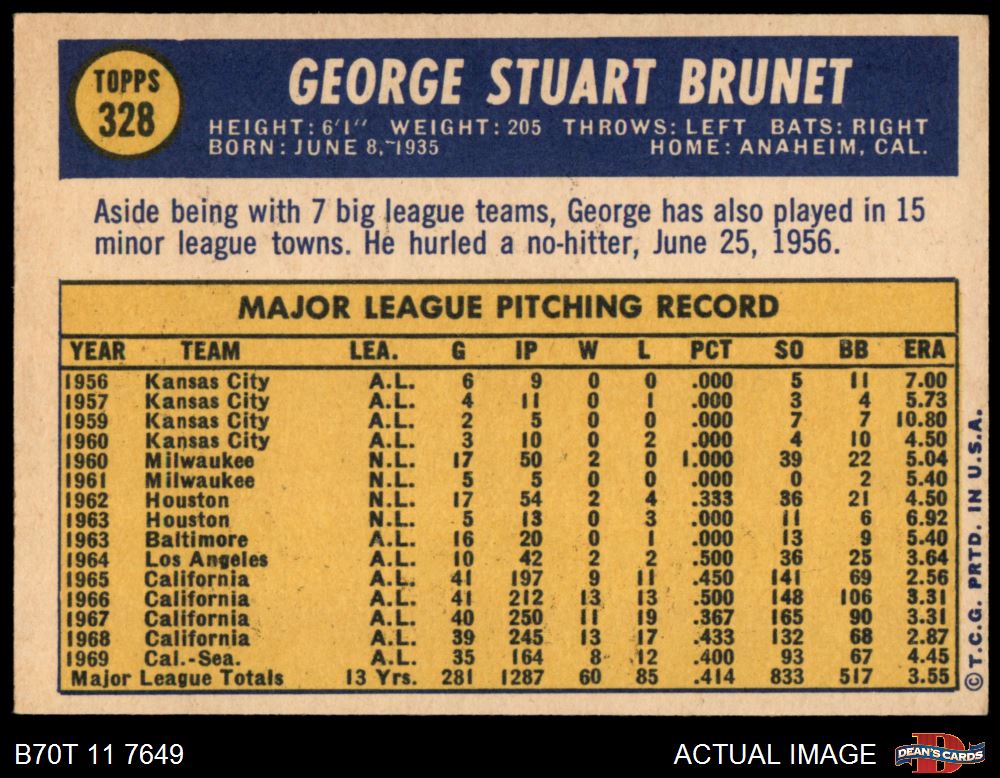 TOPPS
328
GEORGE STUART BRUNET
HEIGHT: 6'1" WEIGHT: 205 THROWS: LEFT BATS: RIGHT
BORN: JUNE 8, 1935 HOME: ANAHEIM, CAL.
Aside being with 7 big league teams, George has also played in 15
minor league towns. He hurled a no-hitter, June 25, 1956.
MAJOR LEAGUE PITCHING RECORD
YEAR TEAM LEA. G IP W L PCT SO BB ERA
1956 Kansas City A.L. 6 9 0 0 .000 5 11 7.00
1957 Kansas City A.L. 4 11 0 1 .000 3 4 5.73
1959 Kansas City A.L. 2 5 0 0 .000 7 7 10.80
1960 Kansas City A.L. 3 10 0 2 .000 4 10 4.50
1960 Milwaukee N.L. 17 50 2 0 1.000 39 22 5.04
1961 Milwaukee N.L. 5 5 0 0 .000 0 2 5.40
1962 Houston N.L. 17 54 2 4 .333 36 21 4.50
1963 Houston N.L. 5 13 0 3 .000 11 6 6.92
1963 Baltimore A.L. 16 20 0 1 .000 13 9 5.40
1964 Los Angeles A.L. 10 42 2 2 .500 36 25 3.64
1965 California A.L. 41 197 9 11 .450 141 69 2.56
1966 California A.L. 41 212 13 13 .500 148 106 3.31
1967 California A.L. 40 250 11 19 .367 165 90 3.31
1968 California A.L. 39 245 13 17 .433 132 68 2.87
1969 Cal.-Sea. A.L. 35 164 8 12 .400 93 67 4.45
Major League Totals 13 Yrs. 281 1287 60 85 .414 833 517 3.55
©T.C.G. PRTD. IN U.S.A.
B70T 11 7649
ACTUAL IMAGE
D
DEAN'S CARDS